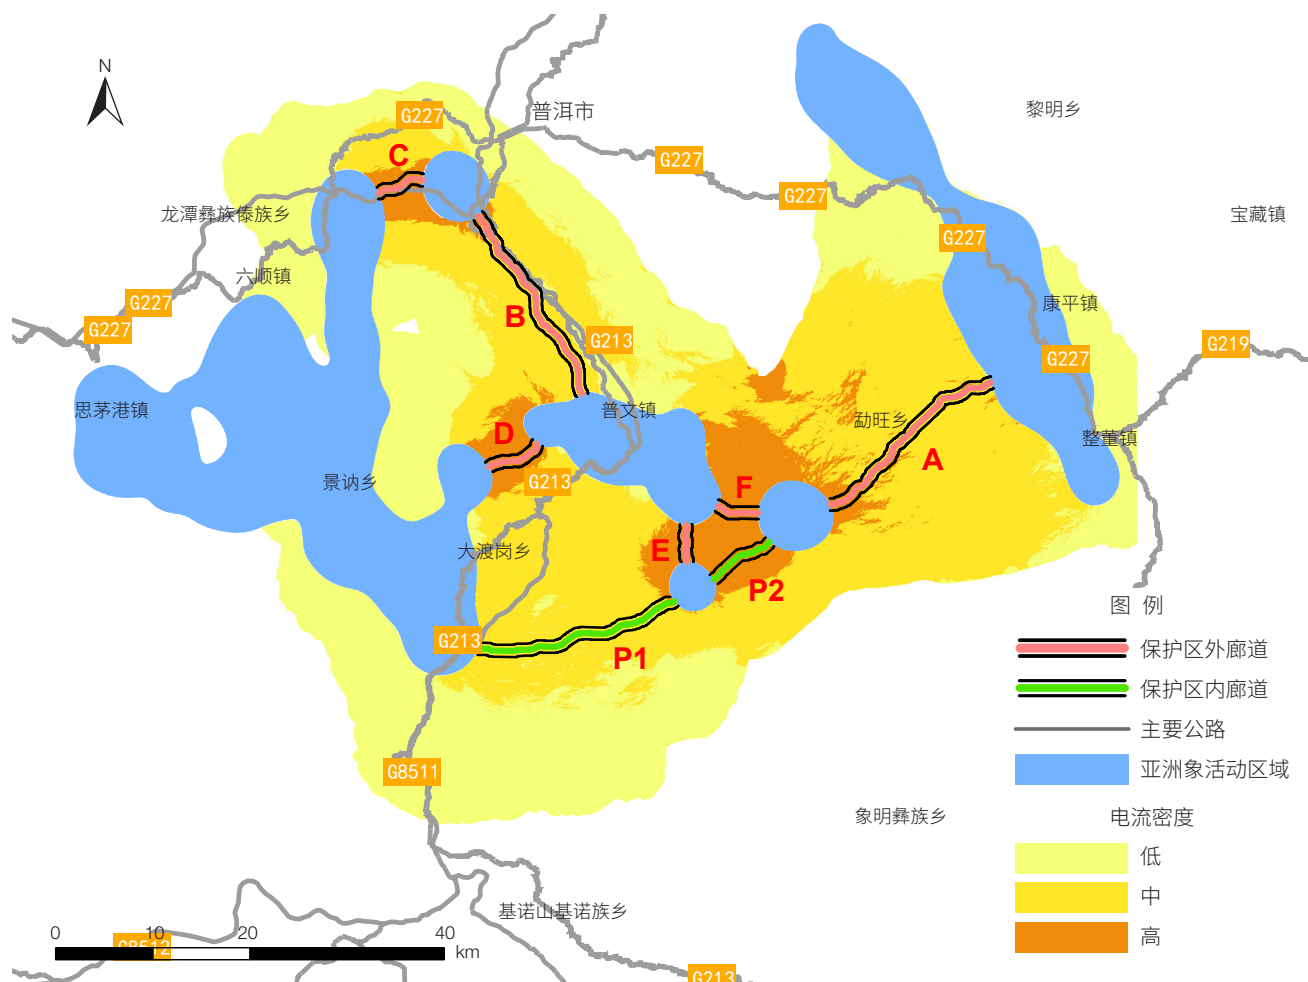 N
G227
普洱市
黎明乡
C
G227
G227
龙潭彝族傣族乡
宝藏镇
G227
六顺镇
G227
康平镇
B
G227
G213
G219
G227
思茅港镇
普文镇
勐旺乡
D
整董镇
A
景讷乡
G213
F
大渡岗乡
E
P2
图 例
G213
P1
保护区外廊道
保护区内廊道
主要公路
G8511
亚洲象活动区域
象明彝族乡
电流密度
低
中
基诺山基诺族乡
高
0 10 20 40
km
G8512
G213